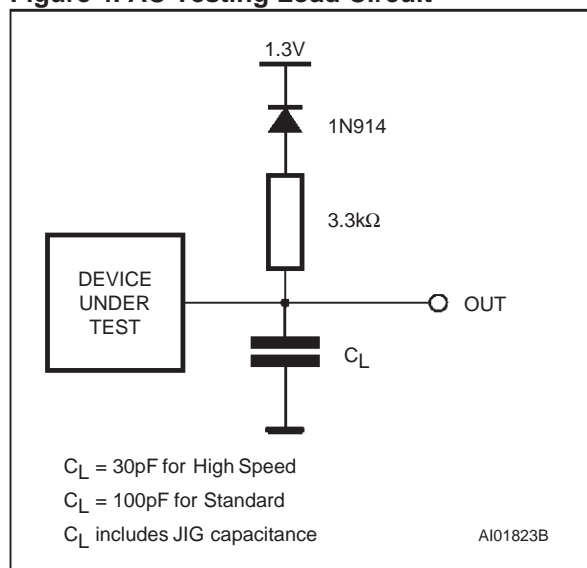 Figure 4. AC Testing Load Circuit
1.3V
1N914
3.3kΩ
DEVICE
UNDER
TEST
OUT
CL
CL = 30pF for High Speed
CL = 100pF for Standard
CL includes JIG capacitance
AI01823B